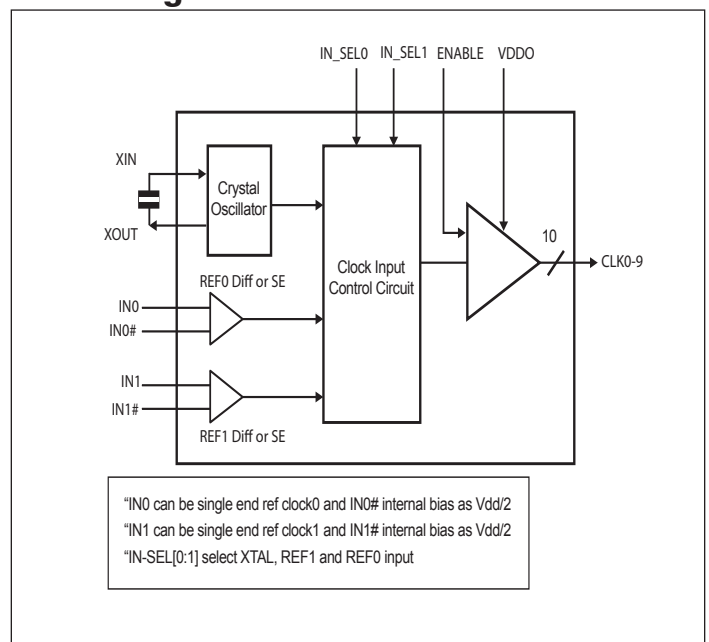 IN_SEL0 IN_SEL1 ENABLE VDDO
XIN
Crystal
Oscillator
XOUT
10
CLK0-9
Clock Input
Control Circuit
REF0 Diff or SE
IN0
IN0#
IN1
IN1#
REF1 Diff or SE
“IN0 can be single end ref clock0 and IN0# internal bias as Vdd/2
“IN1 can be single end ref clock1 and IN1# internal bias as Vdd/2
“IN-SEL[0:1] select XTAL, REF1 and REF0 input